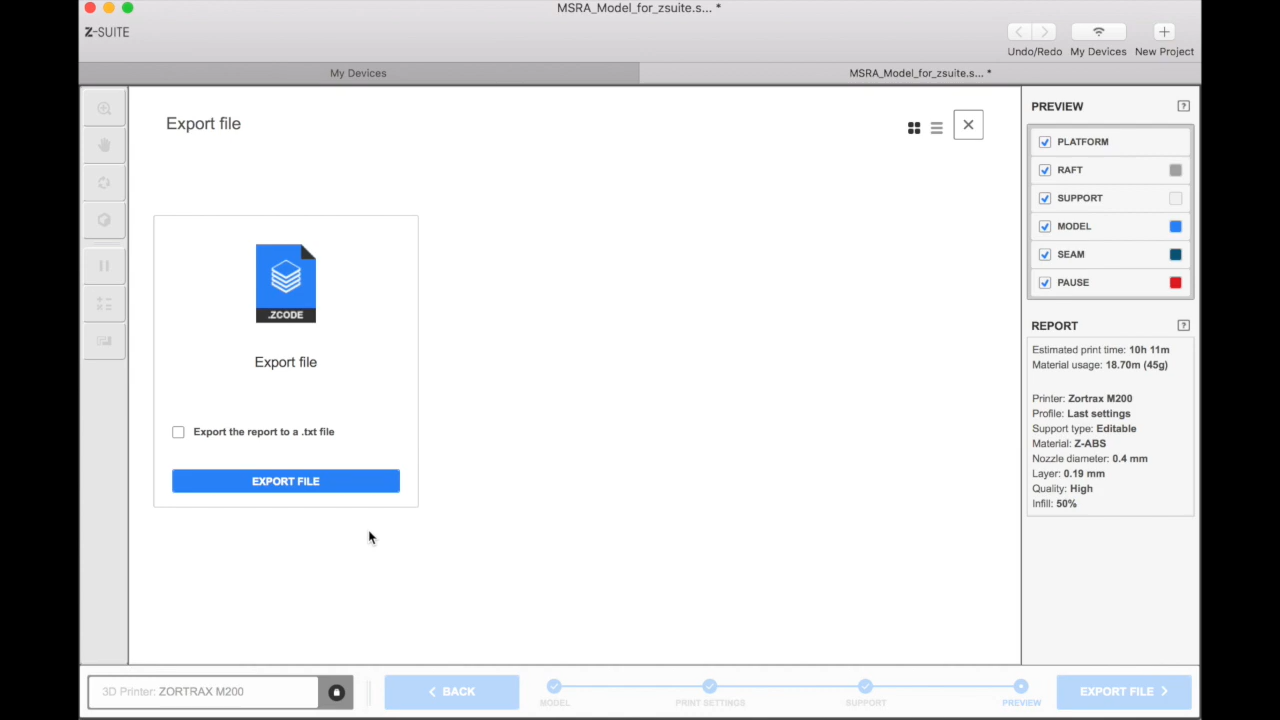 MSRA_Model_for_zsuite.s... *
Z-SUITE
Undo/Redo My Devices New Project
My Devices
MSRA_Model_for_zsuite.s... *
Export file
.ZCODE
Export file
Export the report to a .txt file
EXPORT FILE
PREVIEW ?
PLATFORM
RAFT
SUPPORT
MODEL
SEAM
PAUSE
REPORT ?
Estimated print time: 10h 11m
Material usage: 18.70m (45g)
Printer: Zortrax M200
Profile: Last settings
Support type: Editable
Material: Z-ABS
Nozzle diameter: 0.4 mm
Layer: 0.19 mm
Quality: High
Infill: 50%
3D Printer: ZORTRAX M200
BACK
MODEL
PRINT SETTINGS
SUPPORT
PREVIEW
EXPORT FILE